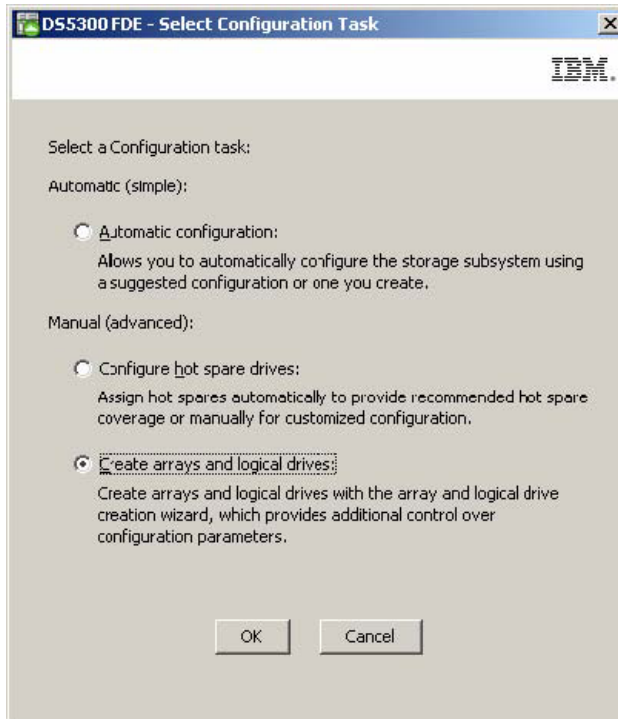 DS5300 FDE - Select Configuration Task
IBM.
Select a Configuration task:
Automatic (simple):
Automatic configuration:
Allows you to automatically configure the storage subsystem using
a suggested configuration or one you create.
Manual (advanced):
Configure hot spare drives:
Assign hot spares automatically to provide recommended hot spare
coverage or manually for customized configuration.
Create arrays and logical drives:
Create arrays and logical drives with the array and logical drive
creation wizard, which provides additional control over
configuration parameters.
OK
Cancel